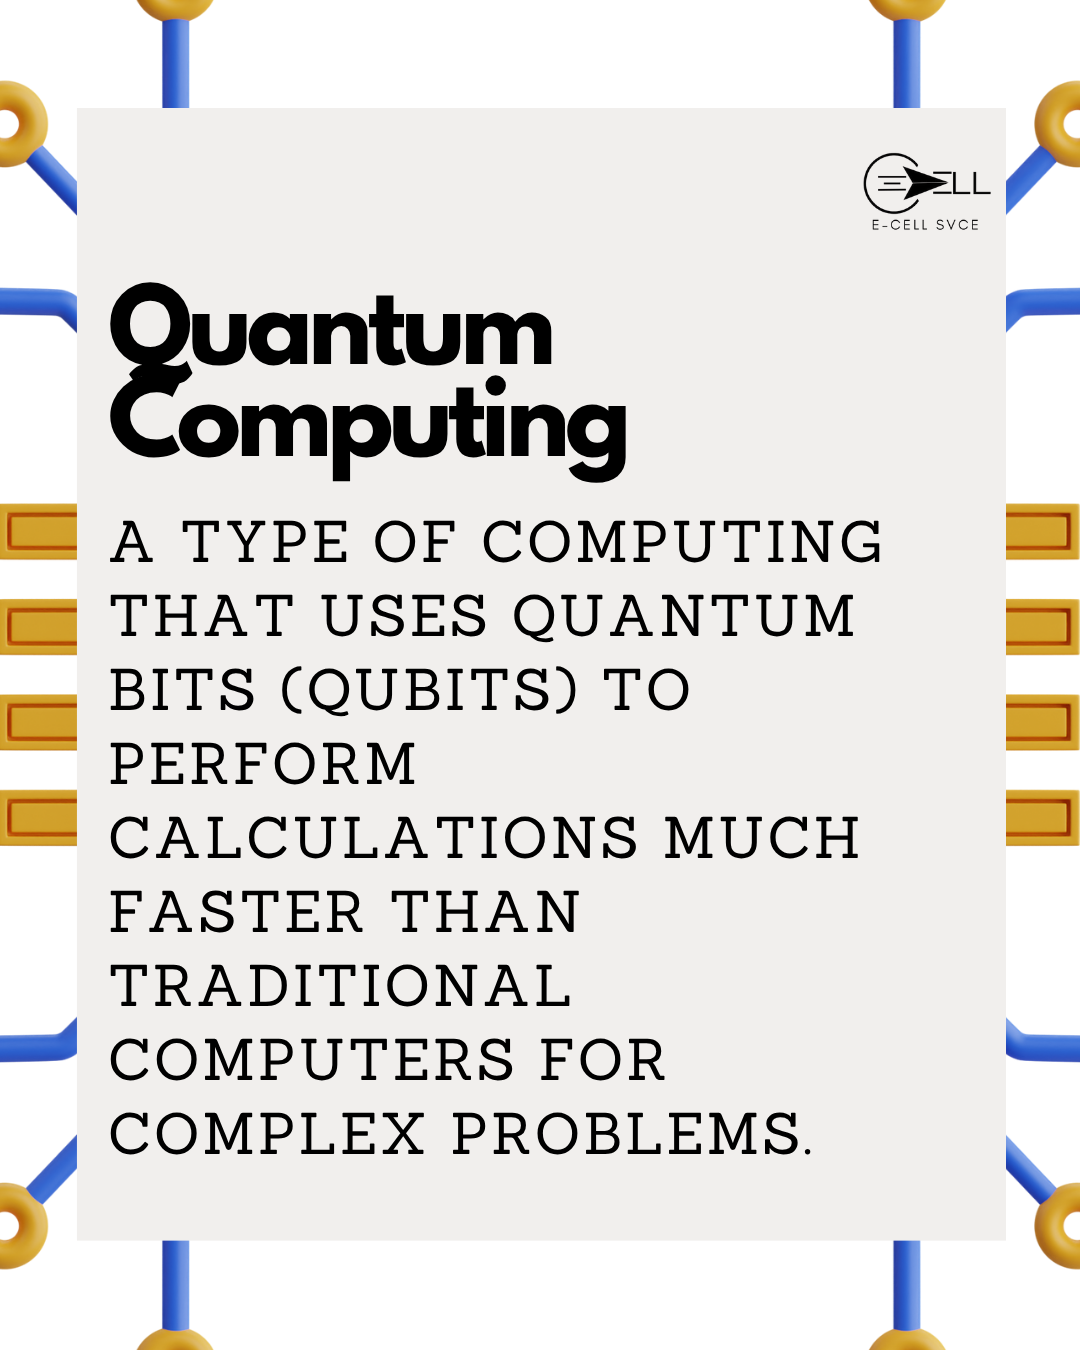 ELL
E-CELL SVCE
Quantum
Computing
A TYPE OF COMPUTING
THAT USES QUANTUM
BITS (QUBITS) TO
PERFORM
CALCULATIONS MUCH
FASTER THAN
TRADITIONAL
COMPUTERS FOR
COMPLEX PROBLEMS.